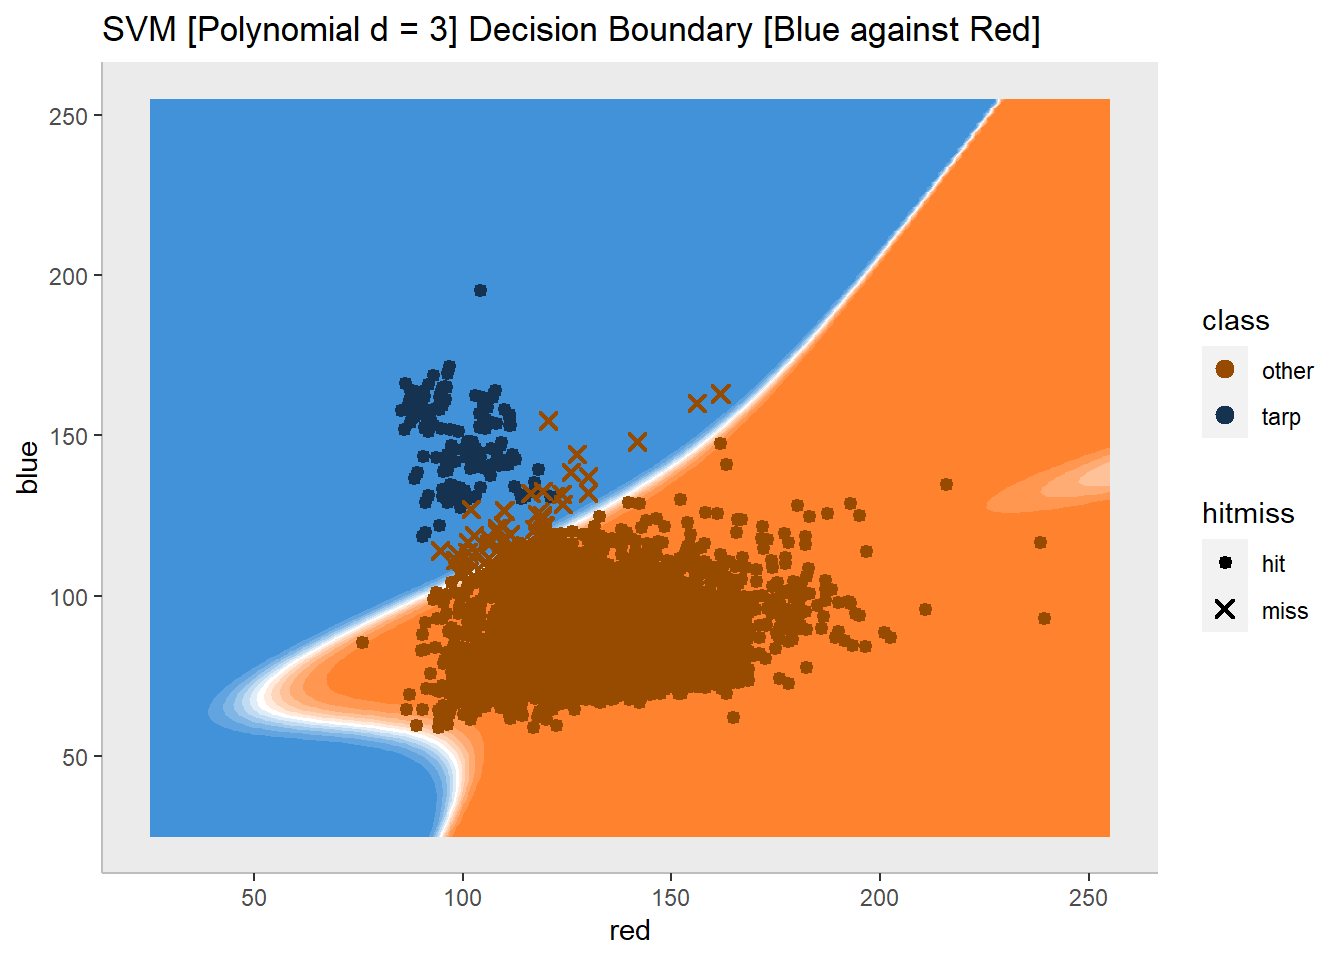 SVM [Polynomial d = 3] Decision Boundary [Blue against Red]
250
200
150
100
50
blue
50
100
150
200
250
red
class
other
tarp
hitmiss
hit
miss